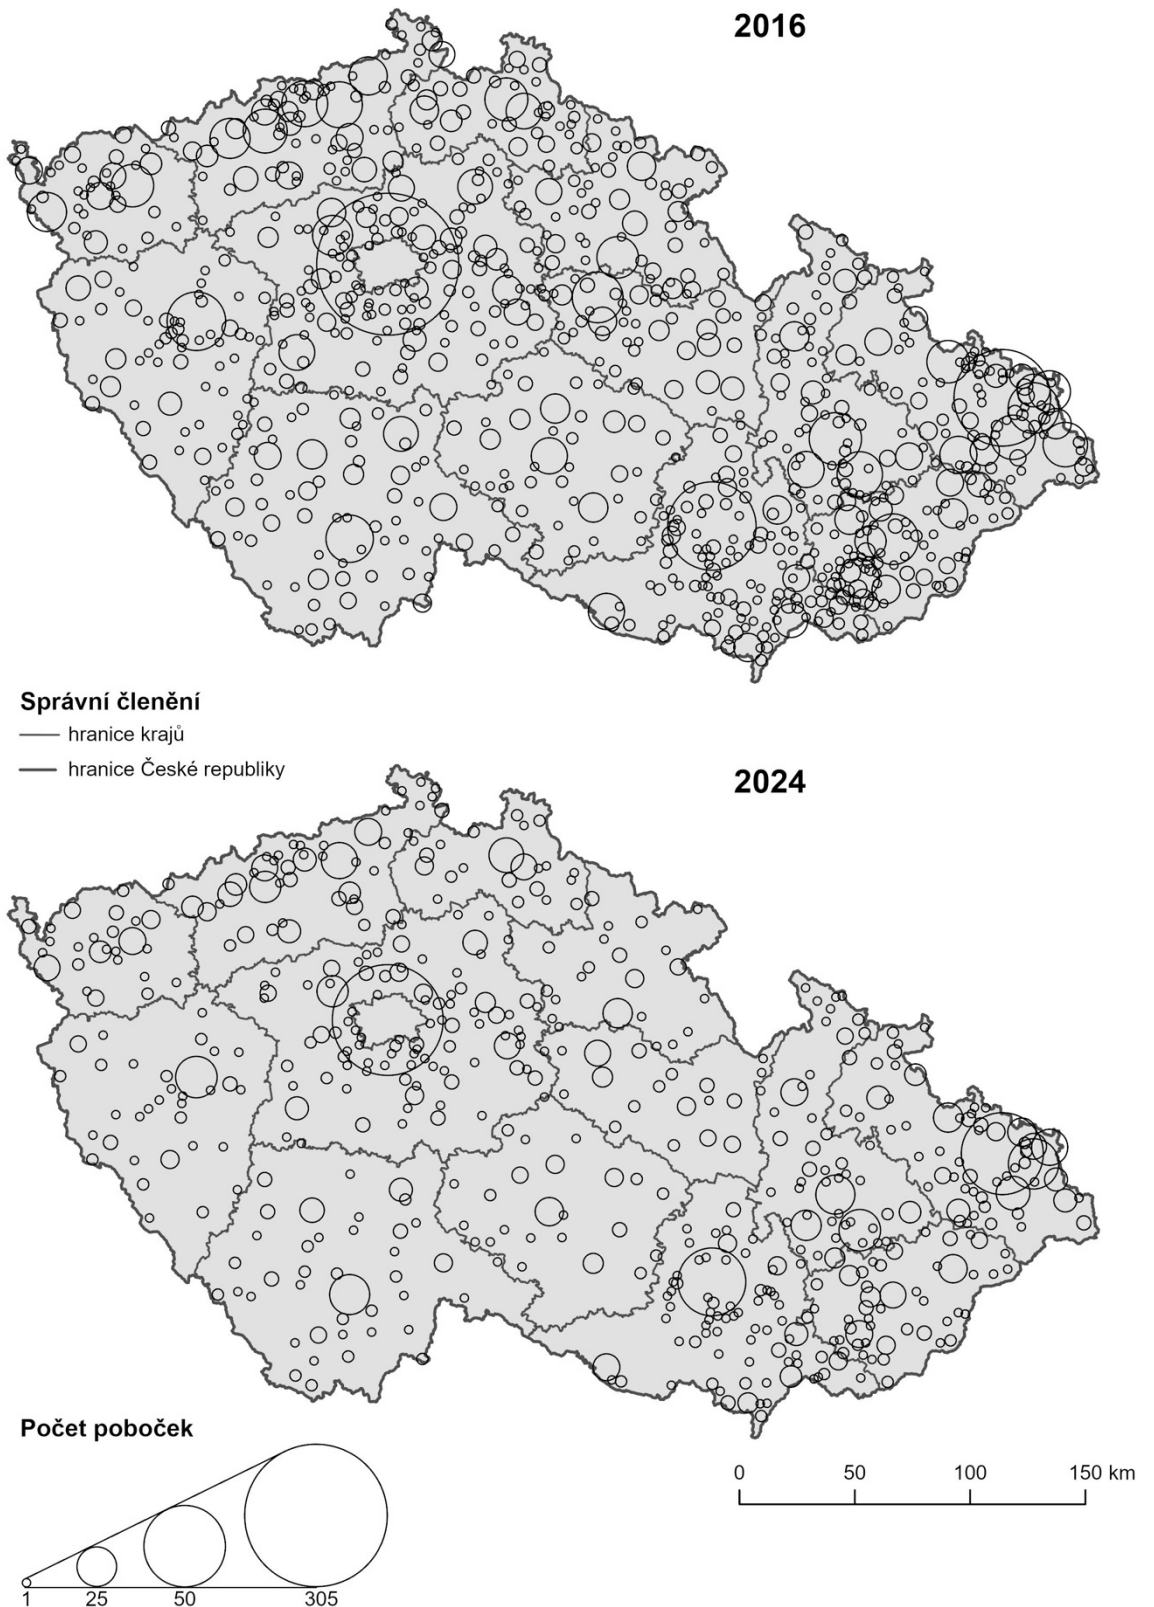 2016
Správní členění
hranice krajů
hranice České republiky
2024
Počet poboček
1 25 50 305
0 50 100 150 km